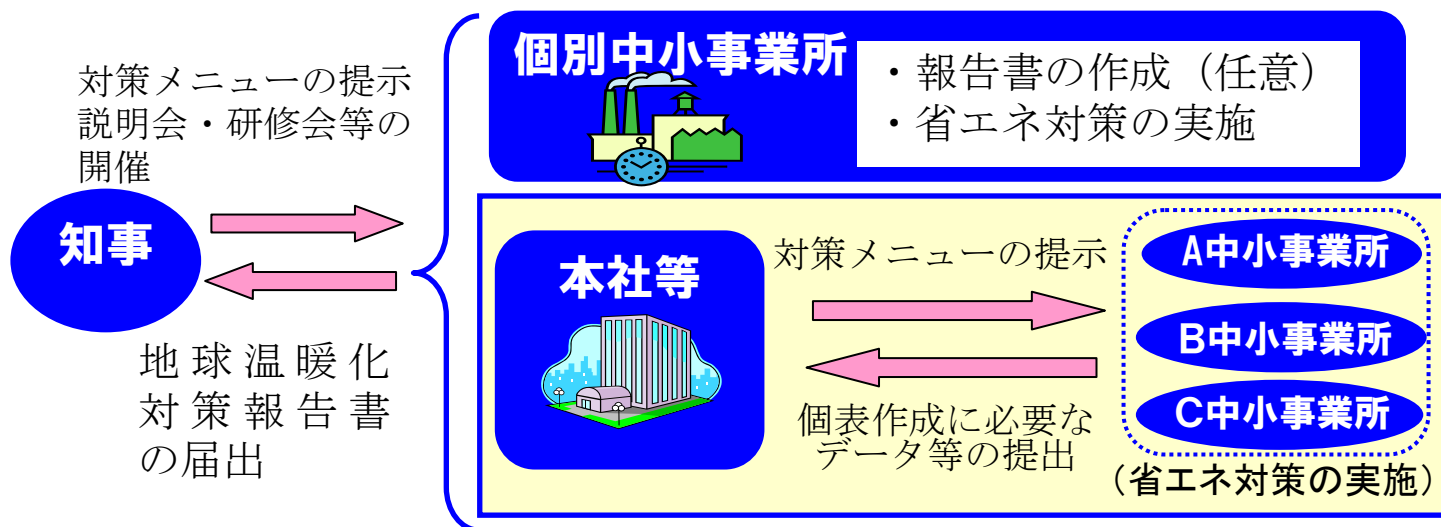 対策メニューの提示
説明会・研修会等の
開催
知事
地球温暖化
対策報告書
の届出
個別中小事業所
・報告書の作成（任意）
・省エネ対策の実施
本社等
対策メニューの提示
個表作成に必要な
データ等の提出
A中小事業所
B中小事業所
C中小事業所
（省エネ対策の実施）